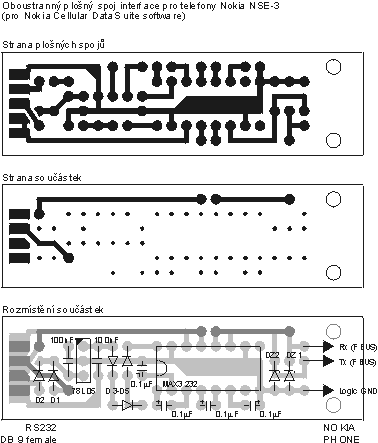 Oboustranný plošný spoj interface pro telefony Nokia NSE-3
(pro Nokia Cellular Data Suite software)
Strana plošných spojů
Strana součástek
Rozmístění součástek
100nF 100nF
DZ2 DZ1
Rx (F BUS)
Tx (F BUS)
D2 D1 78L05 D3-D5 0.1µF MAX3232
Logic GND
0.1µF 0.1µF 0.1µF
RS232 NOKIA
DB 9 female PHONE